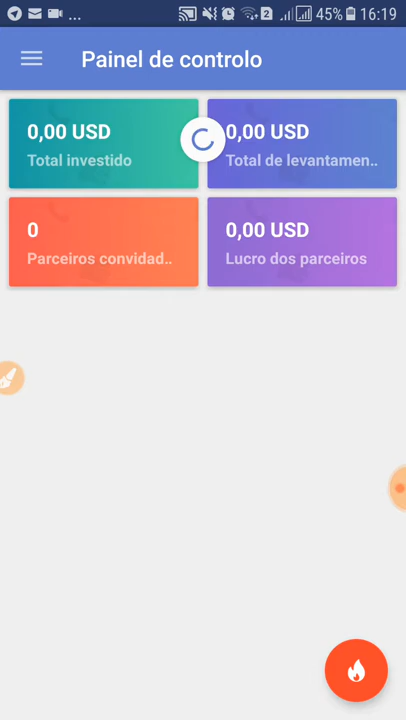 ... 2 45% 16:19
Painel de controlo
0,00 USD
Total investido
0,00 USD
Total de levantamen..
0
Parceiros convidad..
0,00 USD
Lucro dos parceiros